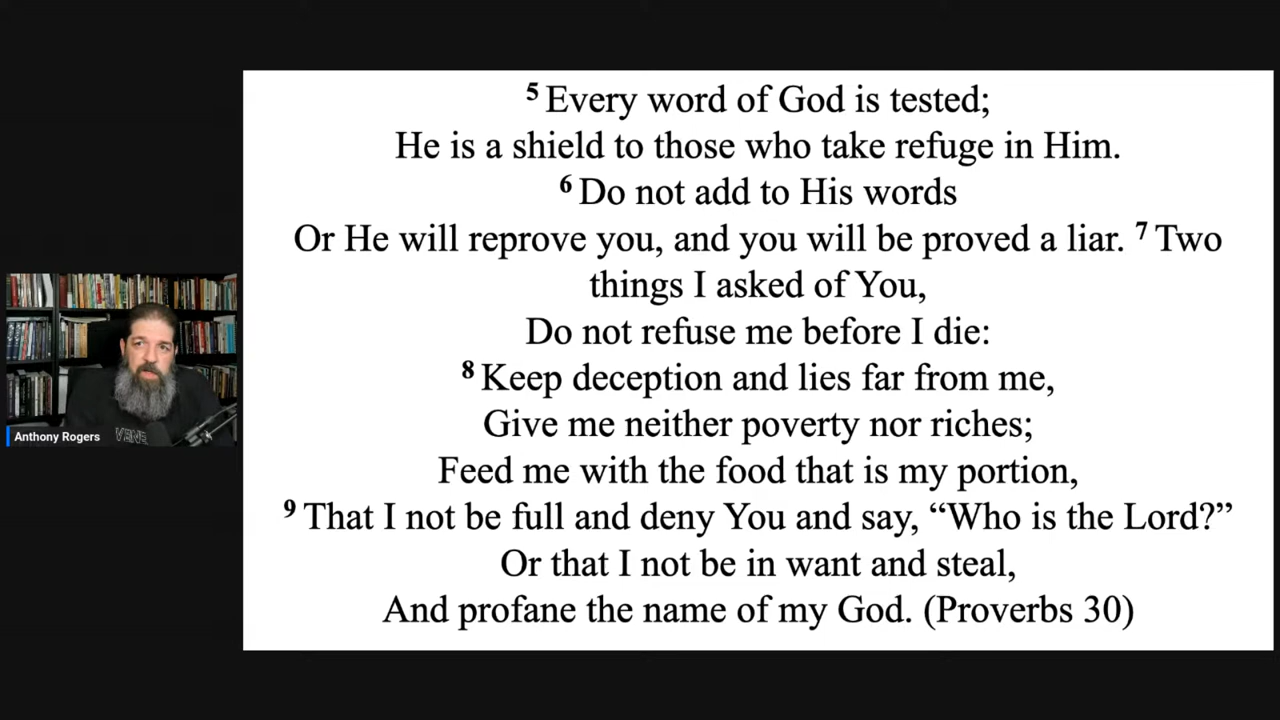 5 Every word of God is tested;
He is a shield to those who take refuge in Him.
6 Do not add to His words
Or He will reprove you, and you will be proved a liar. 7 Two
things I asked of You,
Do not refuse me before I die:
8 Keep deception and lies far from me,
Give me neither poverty nor riches;
Feed me with the food that is my portion,
9 That I not be full and deny You and say, “Who is the Lord?”
Or that I not be in want and steal,
And profane the name of my God. (Proverbs 30)
Anthony Rogers